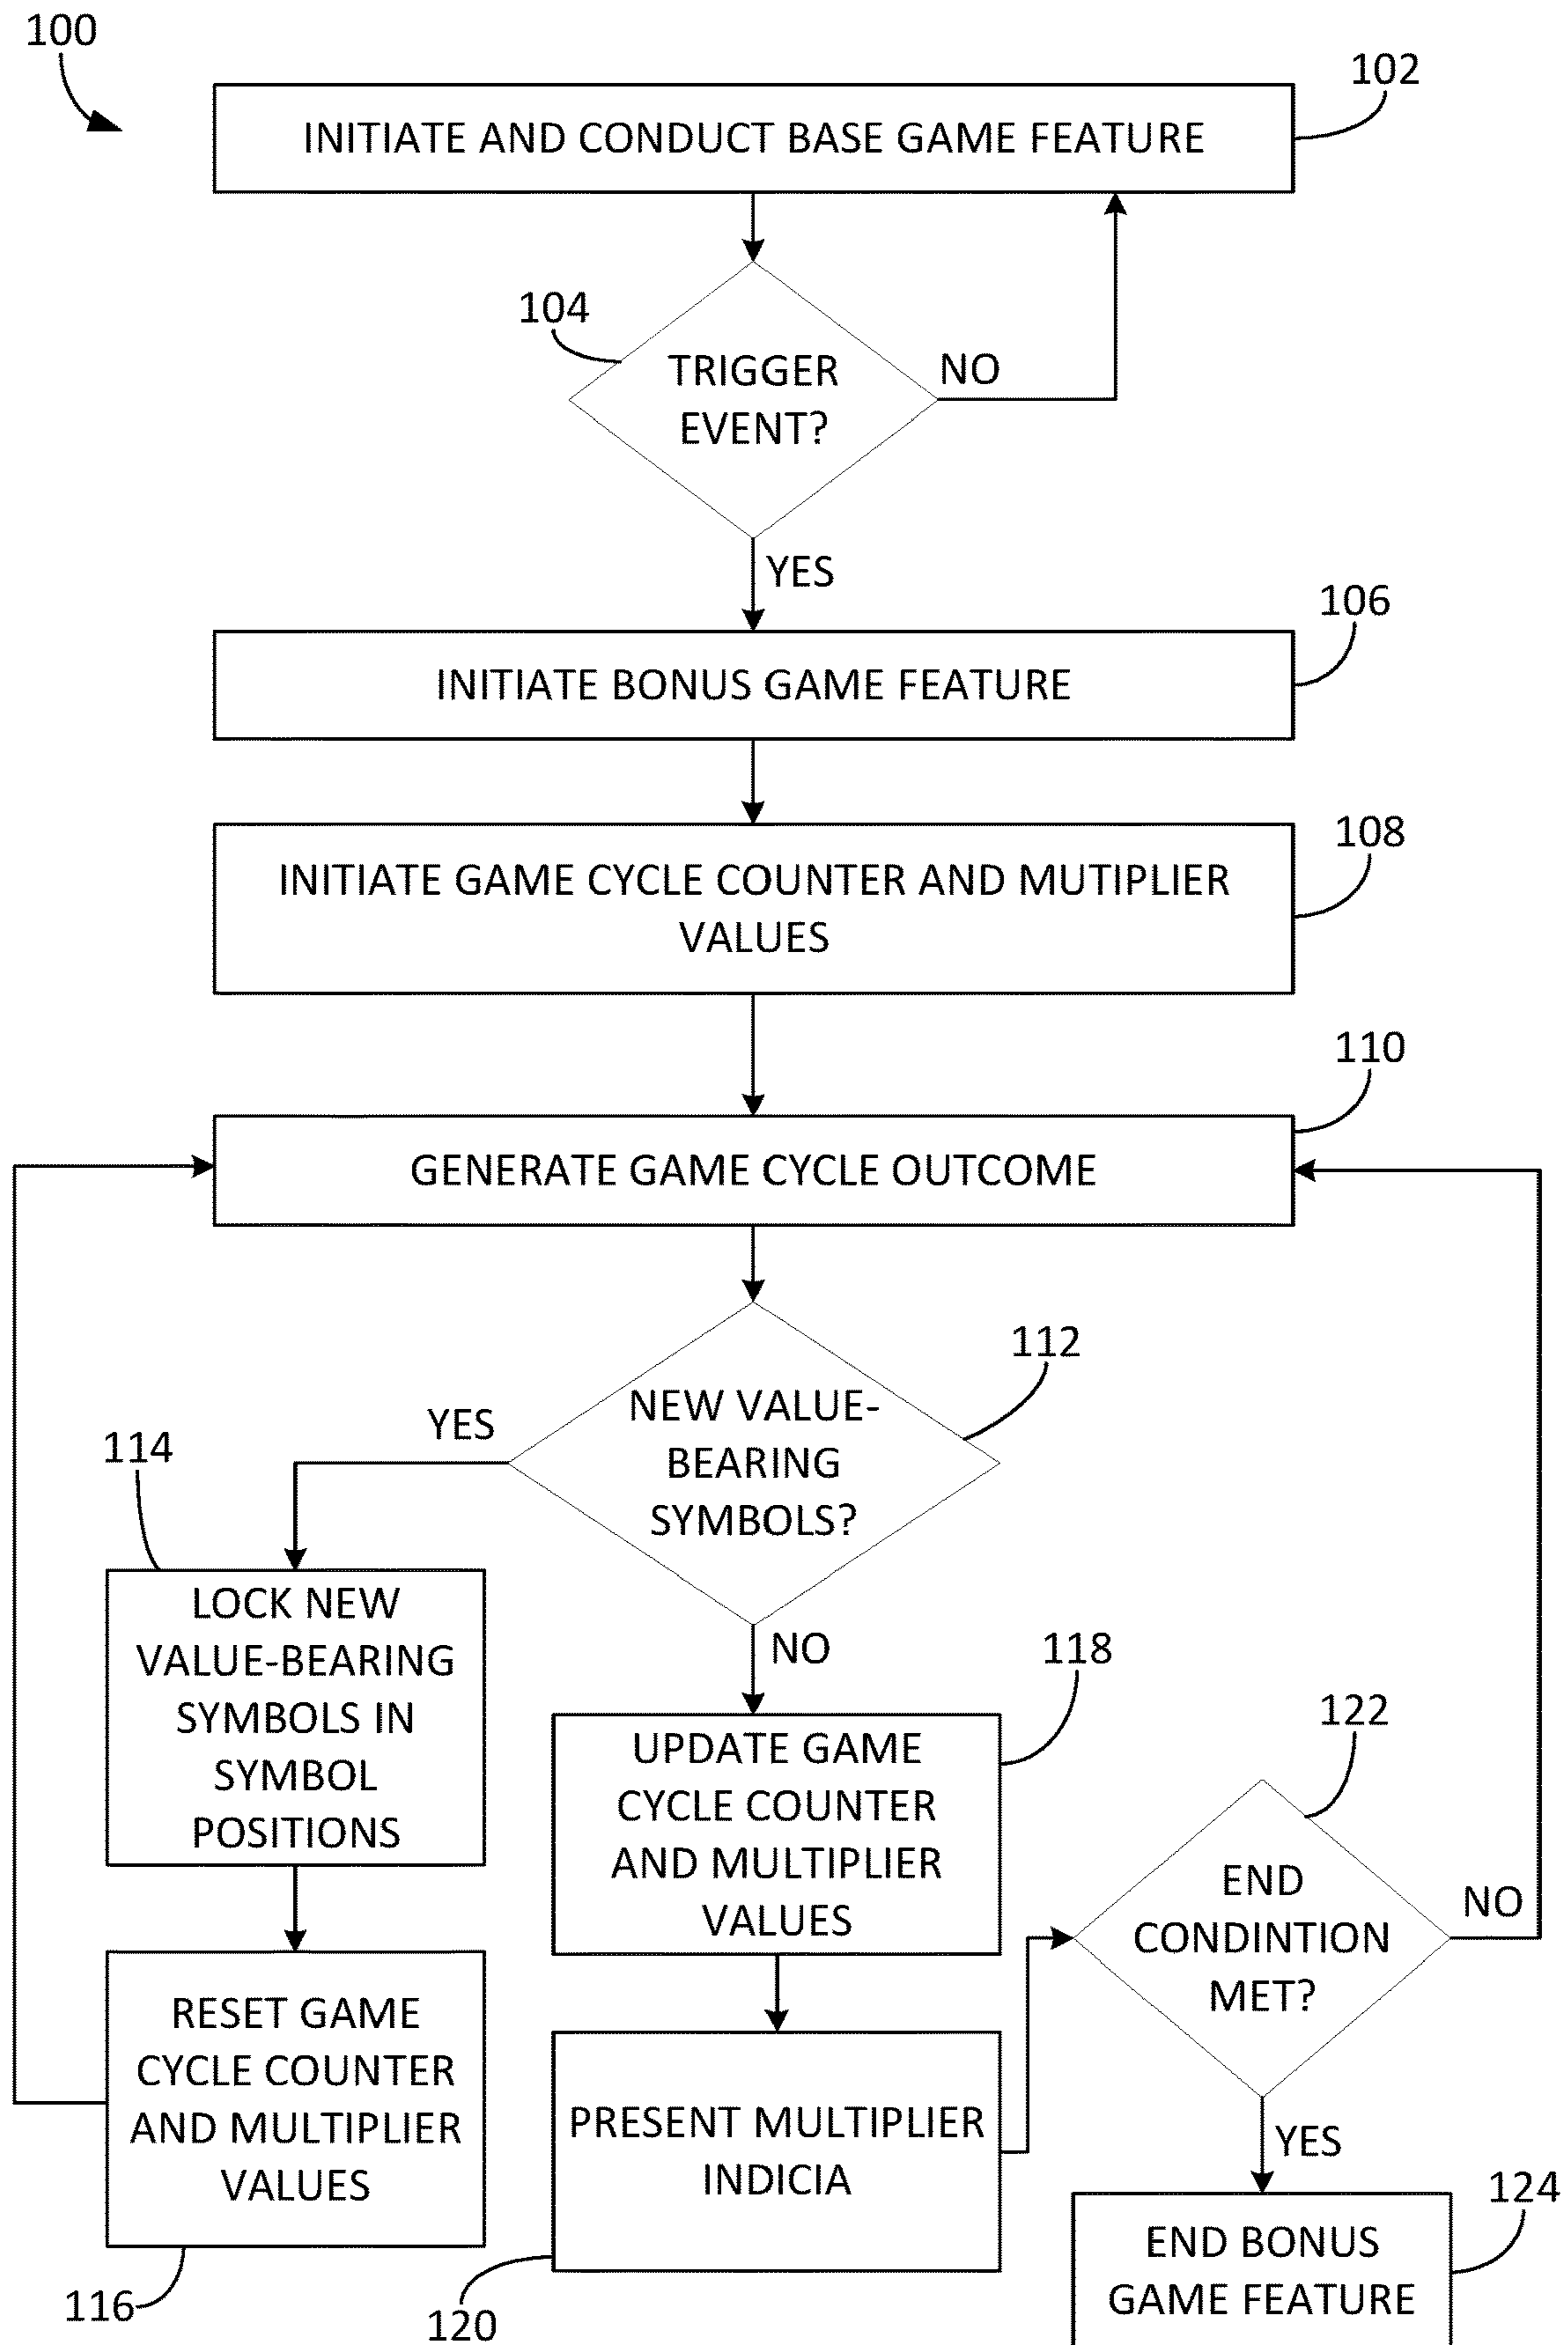 100
102
INITIATE AND CONDUCT BASE GAME FEATURE
104
TRIGGER
EVENT?
NO
YES
106
INITIATE BONUS GAME FEATURE
108
INITIATE GAME CYCLE COUNTER AND MUTIPLIER
VALUES
110
GENERATE GAME CYCLE OUTCOME
112
NEW VALUE-
BEARING
SYMBOLS?
YES
114
LOCK NEW
VALUE-BEARING
SYMBOLS IN
SYMBOL
POSITIONS
RESET GAME
CYCLE COUNTER
AND MULTIPLIER
VALUES
116
NO
118
UPDATE GAME
CYCLE COUNTER
AND MULTIPLIER
VALUES
PRESENT MULTIPLIER
INDICIA
120
122
END
CONDINTION
MET?
NO
YES
124
END BONUS
GAME FEATURE